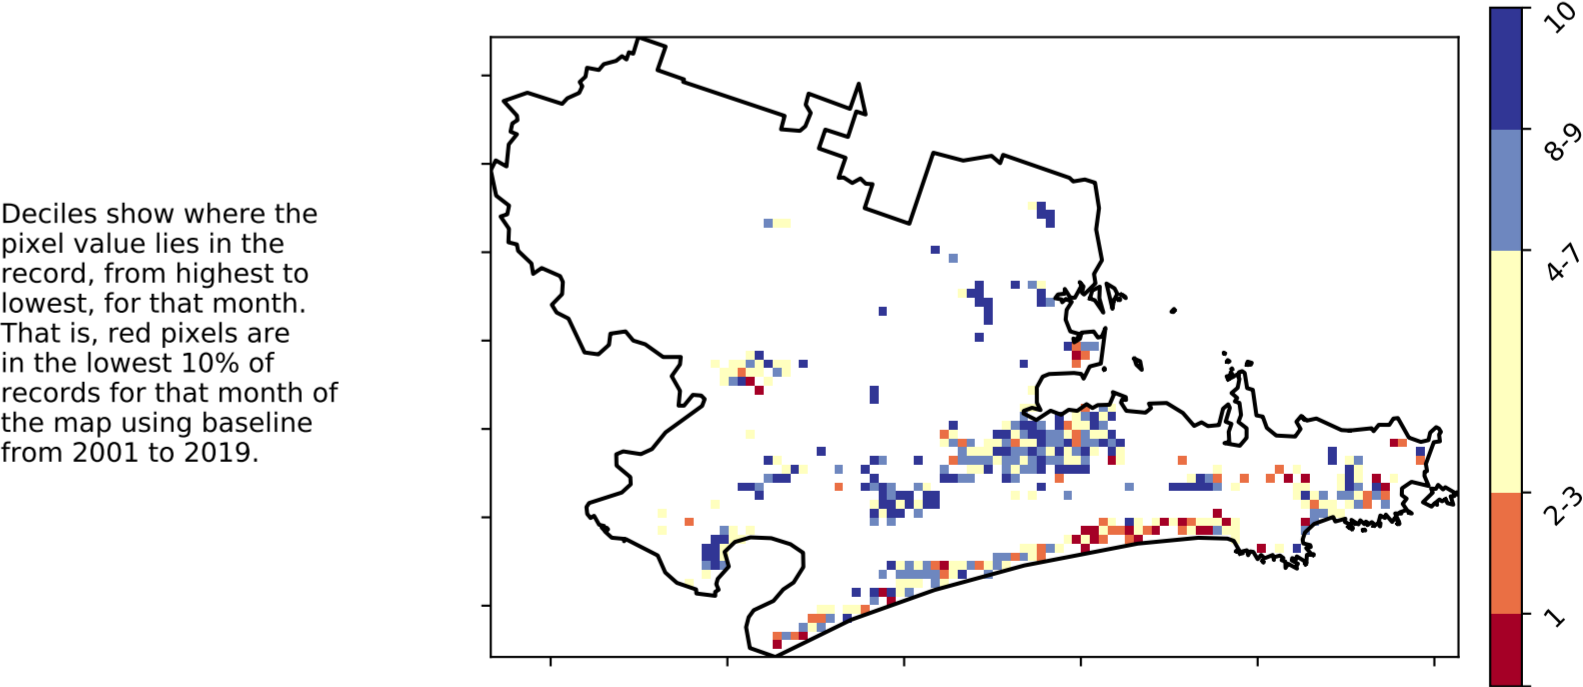 Deciles show where the
pixel value lies in the
record, from highest to
lowest, for that month.
That is, red pixels are
in the lowest 10% of
records for that month of
the map using baseline
from 2001 to 2019.
10
8-9
4-7
2-3
1